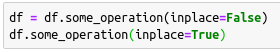 df = df.some_operation(inplace=False)
df.some_operation(inplace=True)